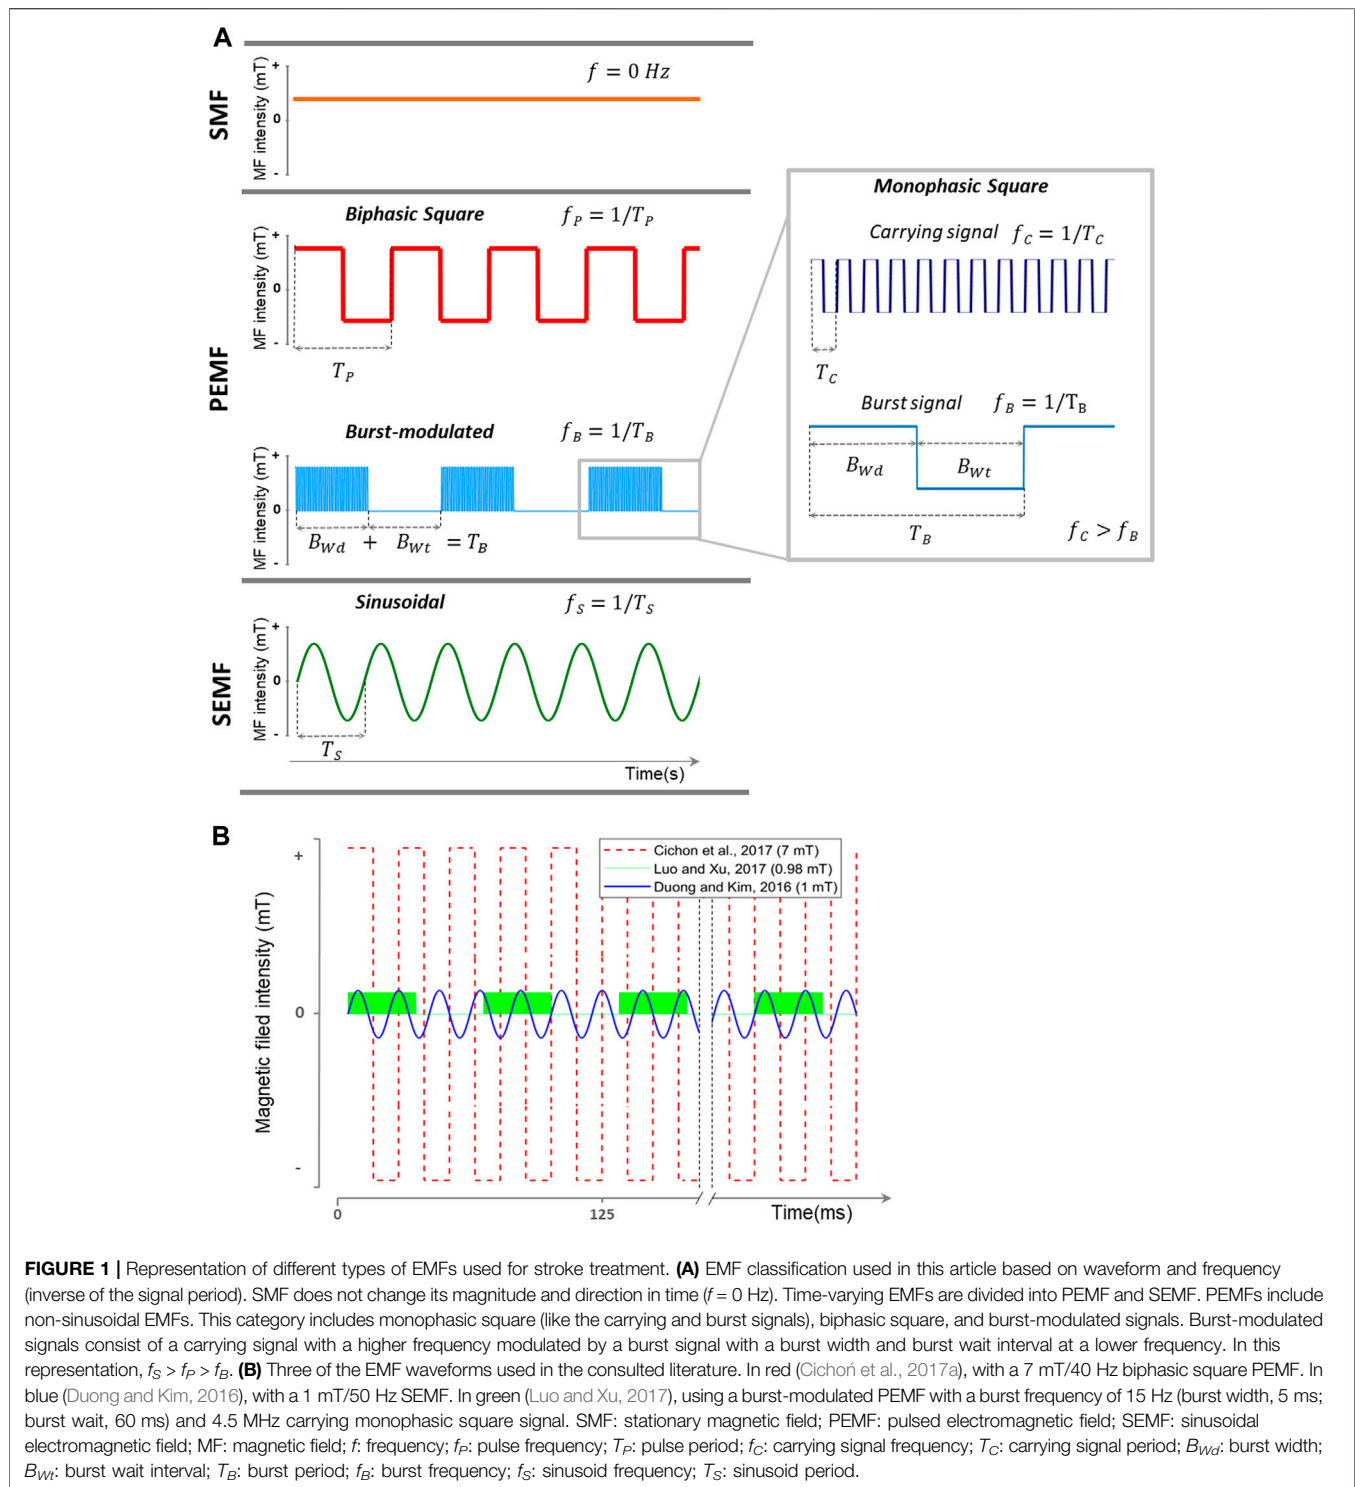 A
SMF
MF intensity (mT)
+
0
-
f = 0 Hz
PEMF
Biphasic Square
f_P = 1/T_P
MF intensity (mT)
+
0
-
T_P
Burst-modulated
f_B = 1/T_B
MF intensity (mT)
+
0
-
B_Wd + B_Wt = T_B
Monophasic Square
Carrying signal f_C = 1/T_C
T_C
Burst signal f_B = 1/T_B
B_Wd B_Wt
T_B
f_C > f_B
SEMF
Sinusoidal
f_S = 1/T_S
MF intensity (mT)
+
0
-
T_S
Time(s)
B
Magnetic filed intensity (mT)
+
0
-
Cichon et al., 2017 (7 mT)
Luo and Xu, 2017 (0.98 mT)
Duong and Kim, 2016 (1 mT)
0
125
Time(ms)
FIGURE 1 | Representation of different types of EMFs used for stroke treatment. (A) EMF classification used in this article based on waveform and frequency
(inverse of the signal period). SMF does not change its magnitude and direction in time (f = 0 Hz). Time-varying EMFs are divided into PEMF and SEMF. PEMFs include
non-sinusoidal EMFs. This category includes monophasic square (like the carrying and burst signals), biphasic square, and burst-modulated signals. Burst-modulated
signals consist of a carrying signal with a higher frequency modulated by a burst signal with a burst width and burst wait interval at a lower frequency. In this
representation, f_S > f_P > f_B. (B) Three of the EMF waveforms used in the consulted literature. In red (Cichoń et al., 2017a), with a 7 mT/40 Hz biphasic square PEMF. In
blue (Duong and Kim, 2016), with a 1 mT/50 Hz SEMF. In green (Luo and Xu, 2017), using a burst-modulated PEMF with a burst frequency of 15 Hz (burst width, 5 ms;
burst wait, 60 ms) and 4.5 MHz carrying monophasic square signal. SMF: stationary magnetic field; PEMF: pulsed electromagnetic field; SEMF: sinusoidal
electromagnetic field; MF: magnetic field; f: frequency; f_P: pulse frequency; T_P: pulse period; f_C: carrying signal frequency; T_C: carrying signal period; B_Wd: burst width;
B_Wt: burst wait interval; T_B: burst period; f_B: burst frequency; f_S: sinusoid frequency; T_S: sinusoid period.